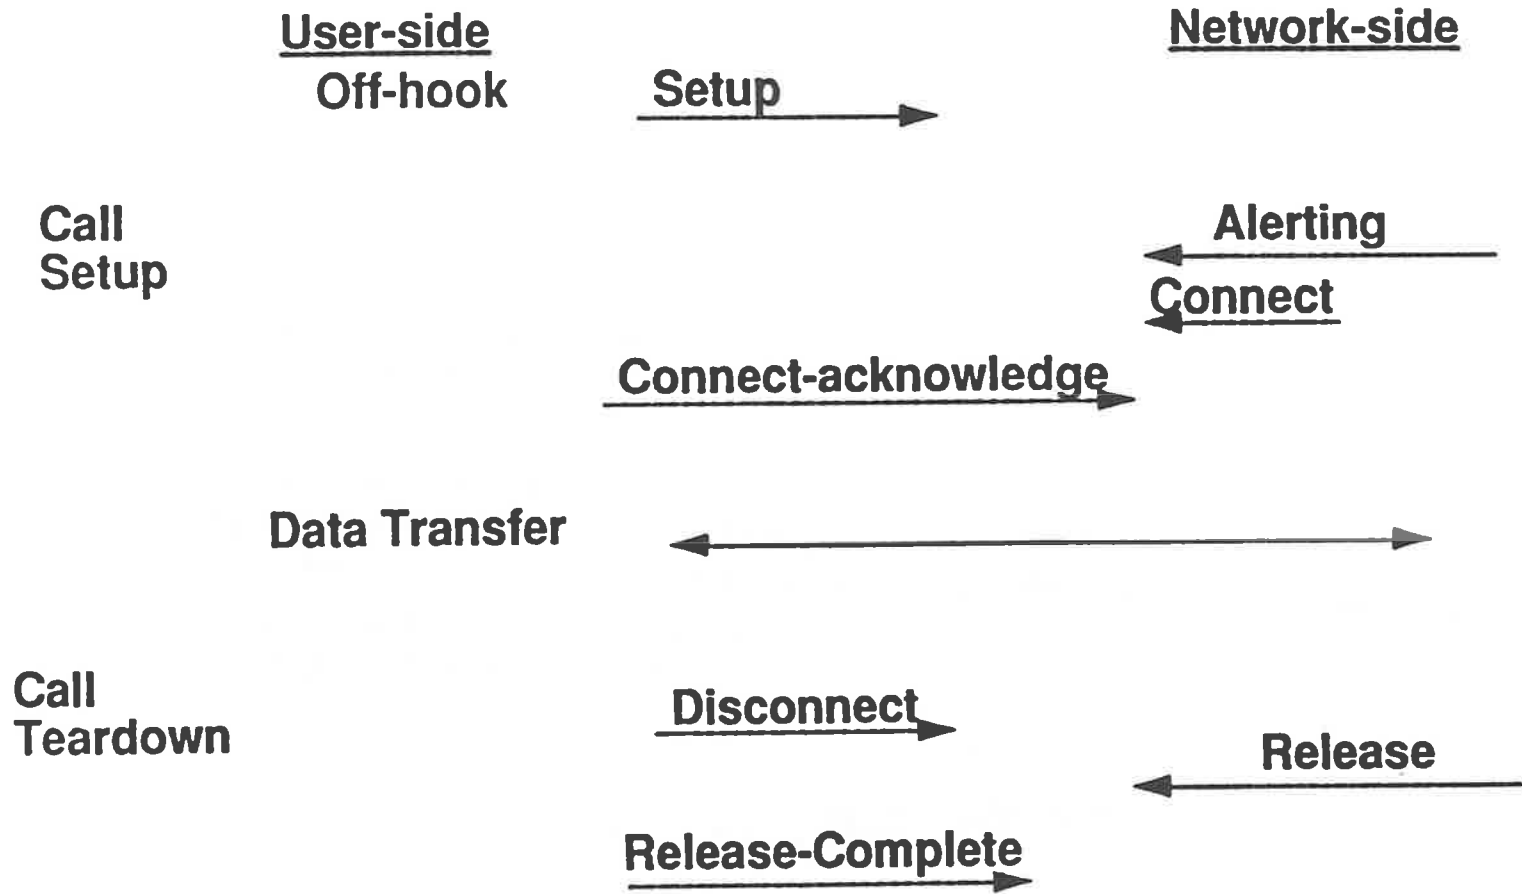 User-side
Network-side
Off-hook
Setup
Call
Setup
Alerting
Connect
Connect-acknowledge
Data Transfer
Call
Teardown
Disconnect
Release
Release-Complete